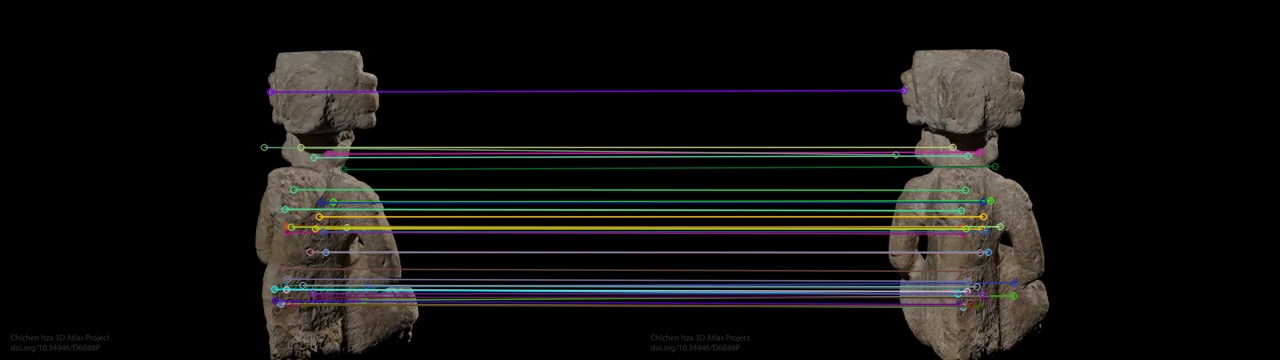 Chichen Itza 3D Atlas Project
doi.org/10.34946/D6B88P
Chichen Itza 3D Atlas Project
doi.org/10.34946/D6B88P